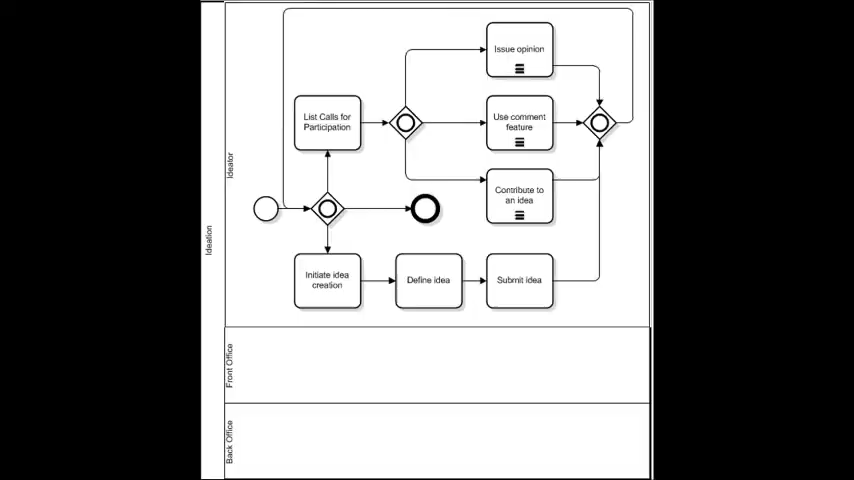 Ideation
Ideator
Issue opinion
List Calls for
Participation
Use comment
feature
Contribute to
an idea
Initiate idea
creation
Define idea
Submit idea
Front Office
Back Office